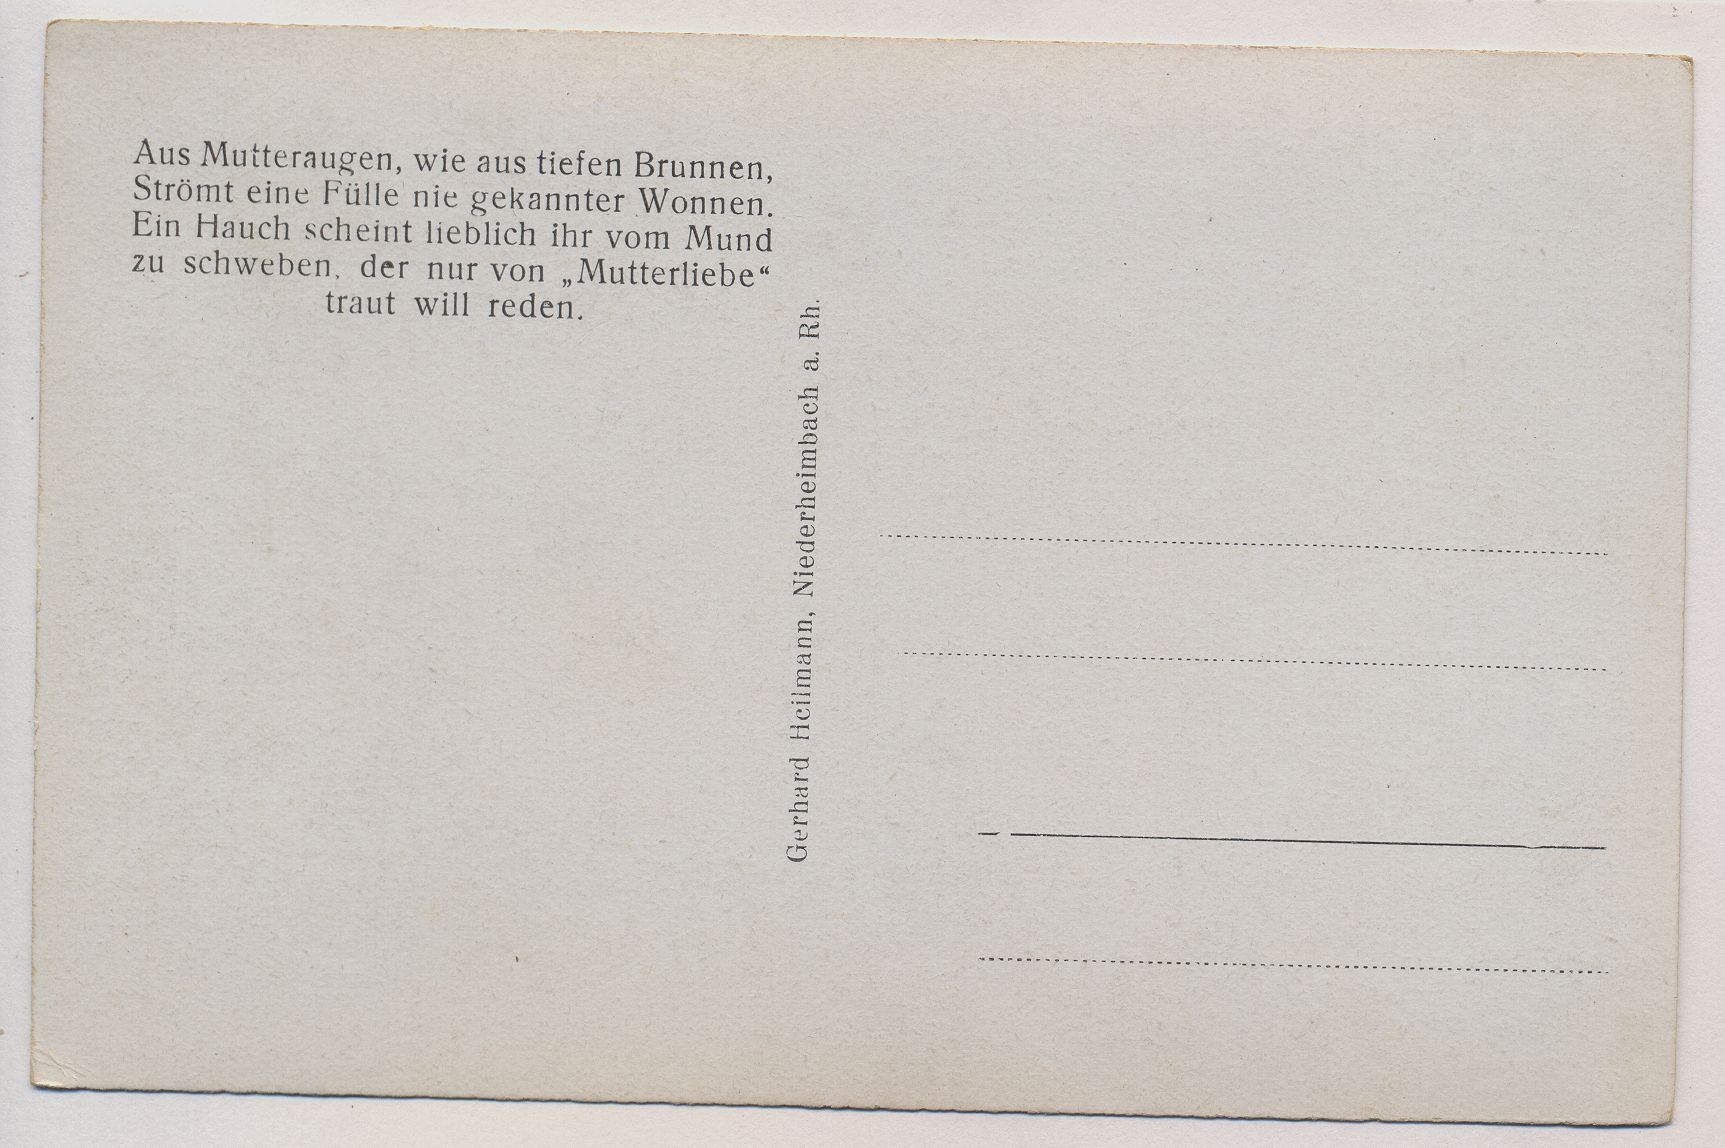 Aus Mutteraugen, wie aus tiefen Brunnen,
Strömt eine Fülle nie gekannter Wonnen.
Ein Hauch scheint lieblich ihr vom Mund
zu schweben, der nur von „Mutterliebe“
traut will reden.
Gerhard Heilmann, Niederheimbach a. Rh.